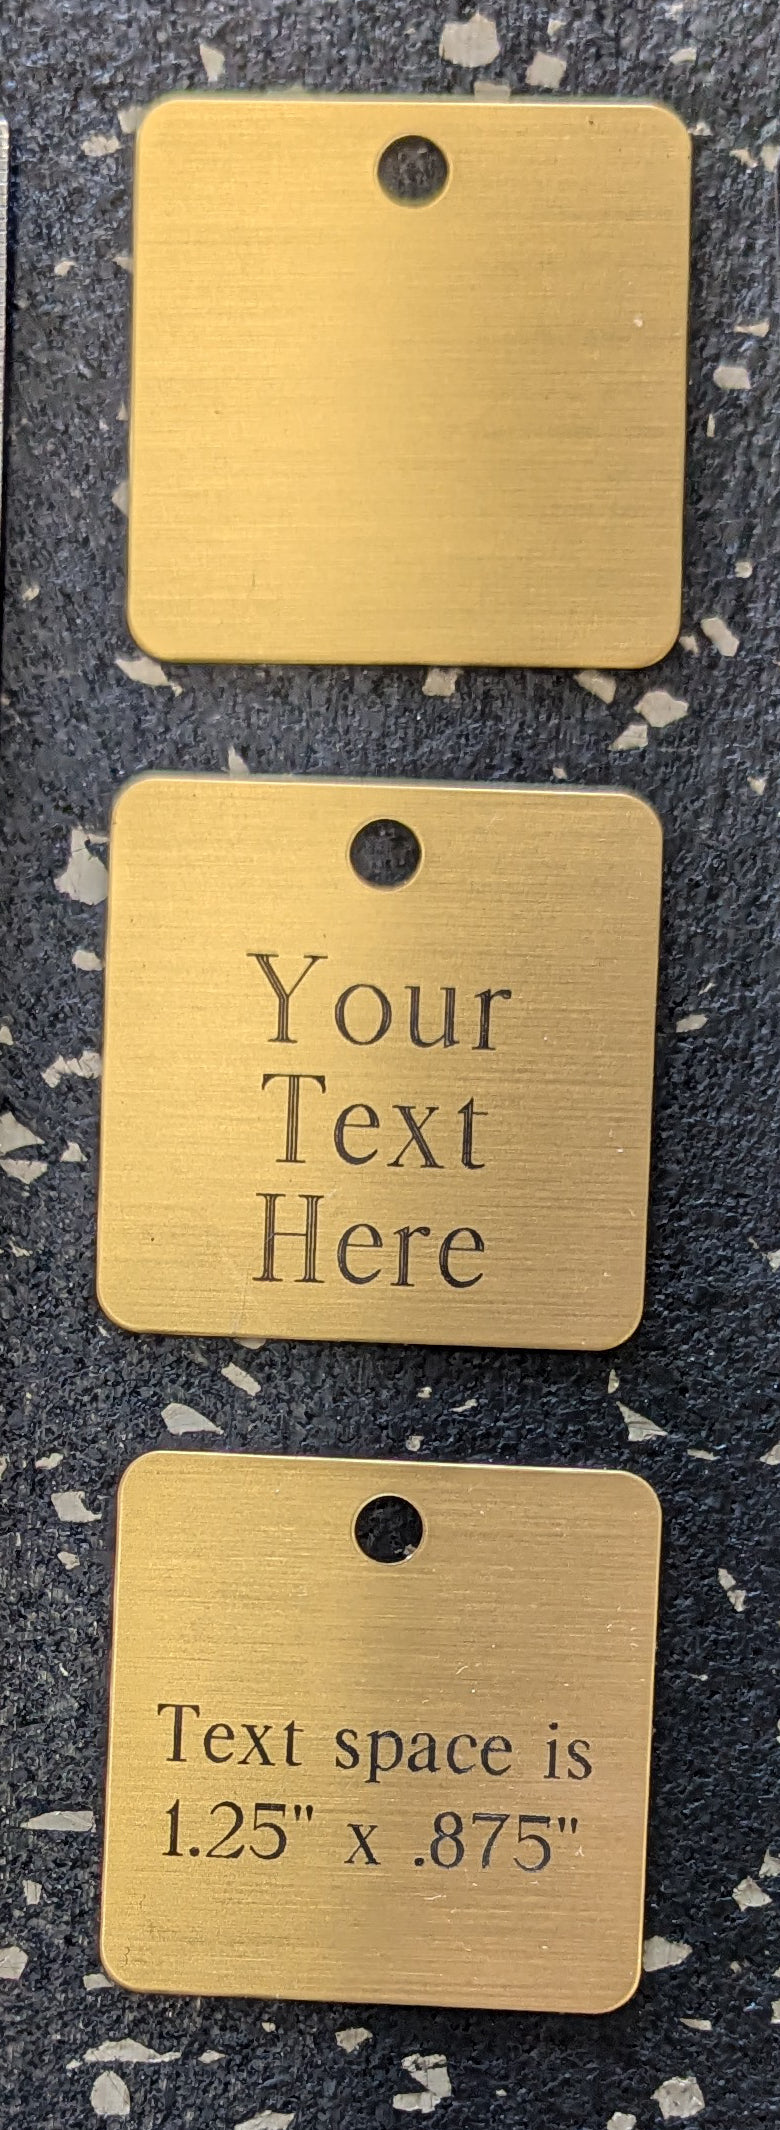 Your
Text
Here
Text space is
1.25" x .875"